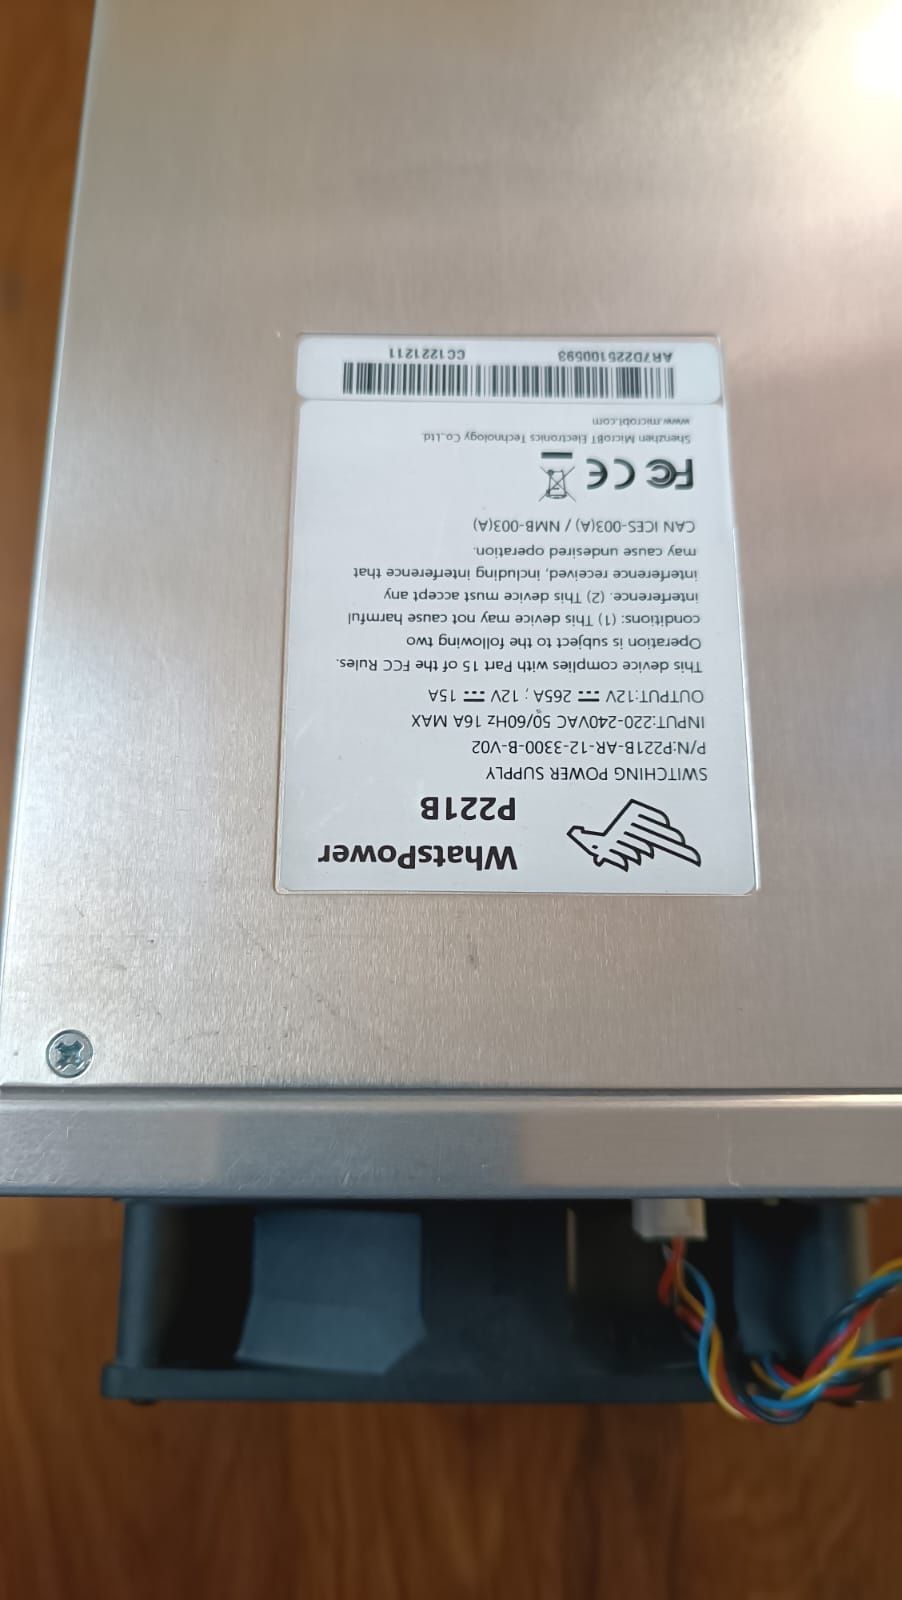 WhatsPower
P221B
SWITCHING POWER SUPPLY
P/N:P221B-AR-12-3300-B-V02
INPUT:220-240VAC 50/60Hz 16A MAX
OUTPUT:12V ⎓ 265A ; 12V ⎓ 15A
This device complies with Part 15 of the FCC Rules.
Operation is subject to the following two
conditions: (1) This device may not cause harmful
interference. (2) This device must accept any
interference received, including interference that
may cause undesired operation.
CAN ICES-003(A) / NMB-003(A)
FC CE
Shenzhen MicroBT Electronics Technology Co.,Ltd.
www.microbt.com
AR7D225100593 CC1221211